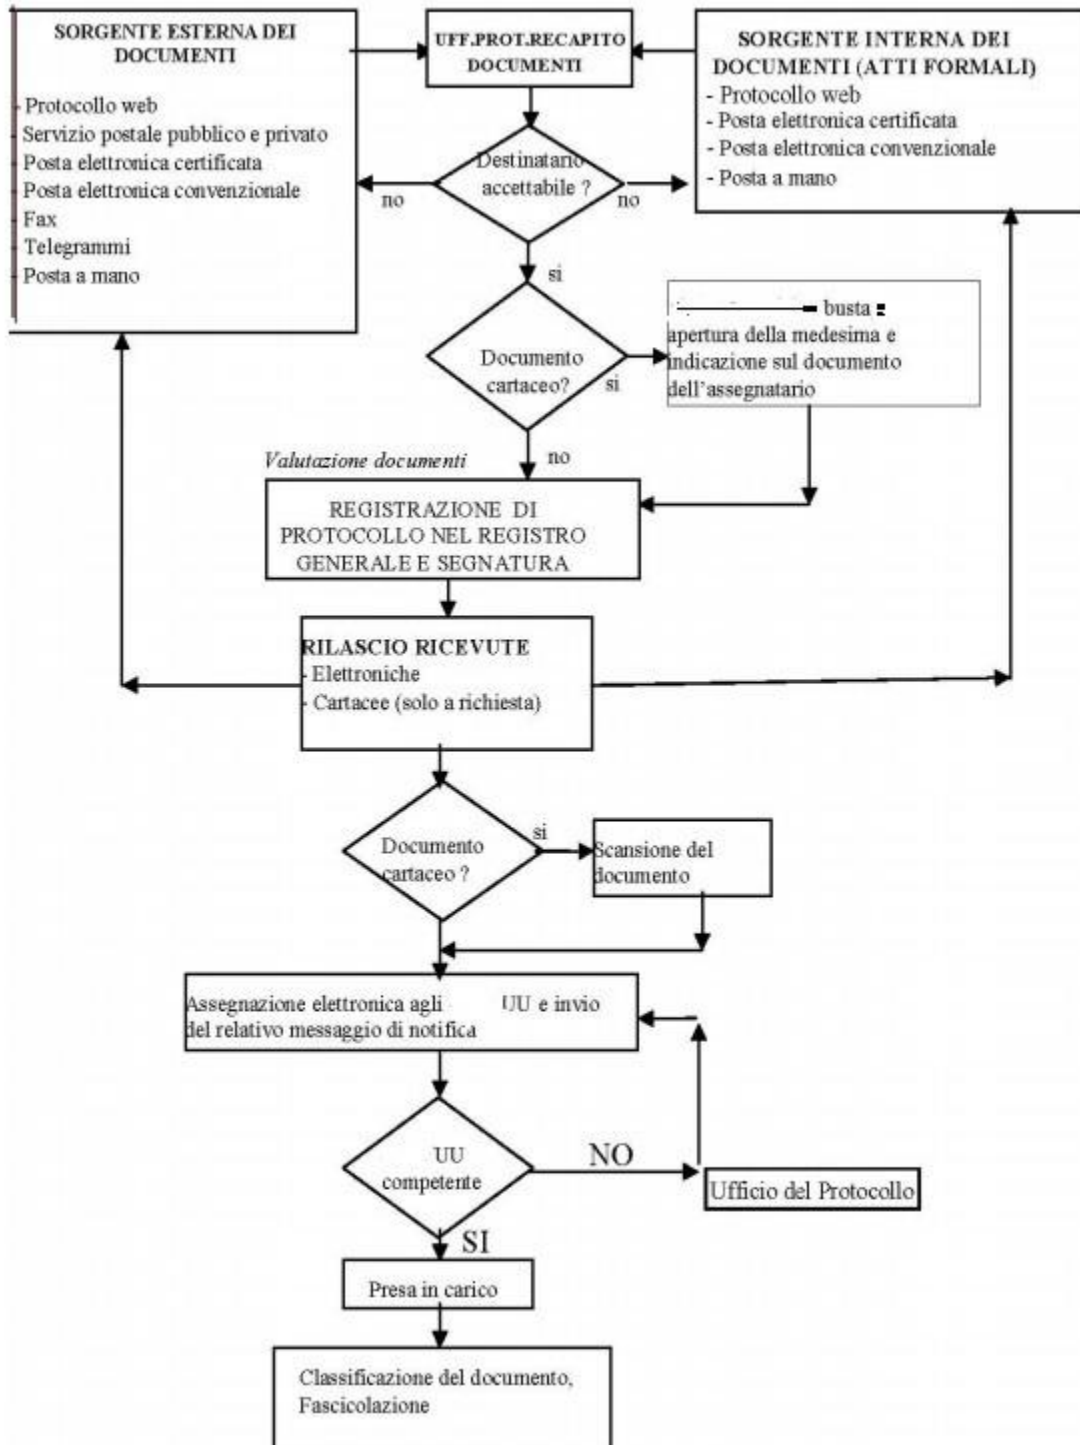 SORGENTE ESTERNA DEI
DOCUMENTI
- Protocollo web
- Servizio postale pubblico e privato
- Posta elettronica certificata
- Posta elettronica convenzionale
- Fax
- Telegrammi
- Posta a mano
UFF.PROT.RECAPITO
DOCUMENTI
SORGENTE INTERNA DEI
DOCUMENTI (ATTI FORMALI)
- Protocollo web
- Posta elettronica certificata
- Posta elettronica convenzionale
- Posta a mano
Destinatario
accettabile ?
no
no
si
Documento
cartaceo?
si
busta
apertura della medesima e
indicazione sul documento
dell'assegnatario
no
Valutazione documenti
REGISTRAZIONE DI
PROTOCOLLO NEL REGISTRO
GENERALE E SEGNATURA
RILASCIO RICEVUTE
- Elettroniche
- Cartacee (solo a richiesta)
Documento
cartaceo ?
si
Scansione del
documento
Assegnazione elettronica agli UU e invio
del relativo messaggio di notifica
UU
competente
NO
Ufficio del Protocollo
SI
Presa in carico
Classificazione del documento,
Fascicolazione